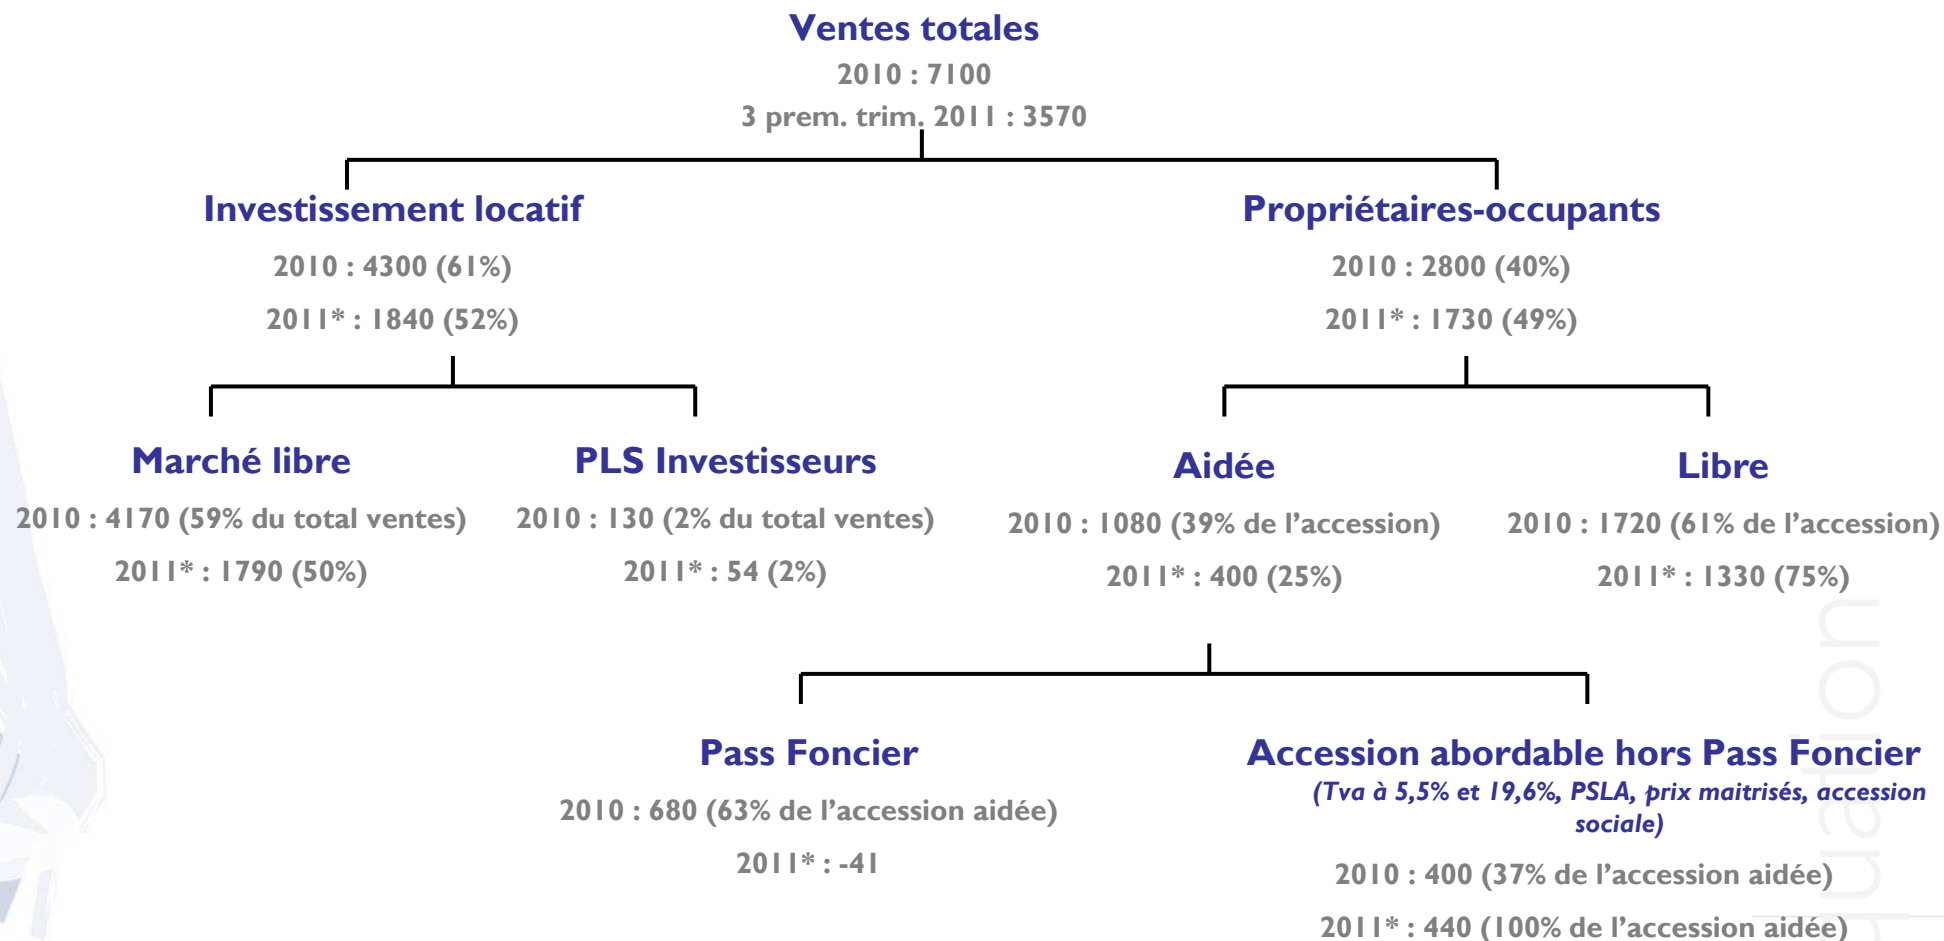 Ventes totales
2010 : 7100
3 prem. trim. 2011 : 3570
Investissement locatif
2010 : 4300 (61%)
2011* : 1840 (52%)
Propriétaires-occupants
2010 : 2800 (40%)
2011* : 1730 (49%)
Marché libre
2010 : 4170 (59% du total ventes)
2011* : 1790 (50%)
PLS Investisseurs
2010 : 130 (2% du total ventes)
2011* : 54 (2%)
Aidée
2010 : 1080 (39% de l’accession)
2011* : 400 (25%)
Libre
2010 : 1720 (61% de l’accession)
2011* : 1330 (75%)
Pass Foncier
2010 : 680 (63% de l’accession aidée)
2011* : -41
Accession abordable hors Pass Foncier
(Tva à 5,5% et 19,6%, PSLA, prix maitrisés, accession
sociale)
2010 : 400 (37% de l’accession aidée)
2011* : 440 (100% de l’accession aidée)